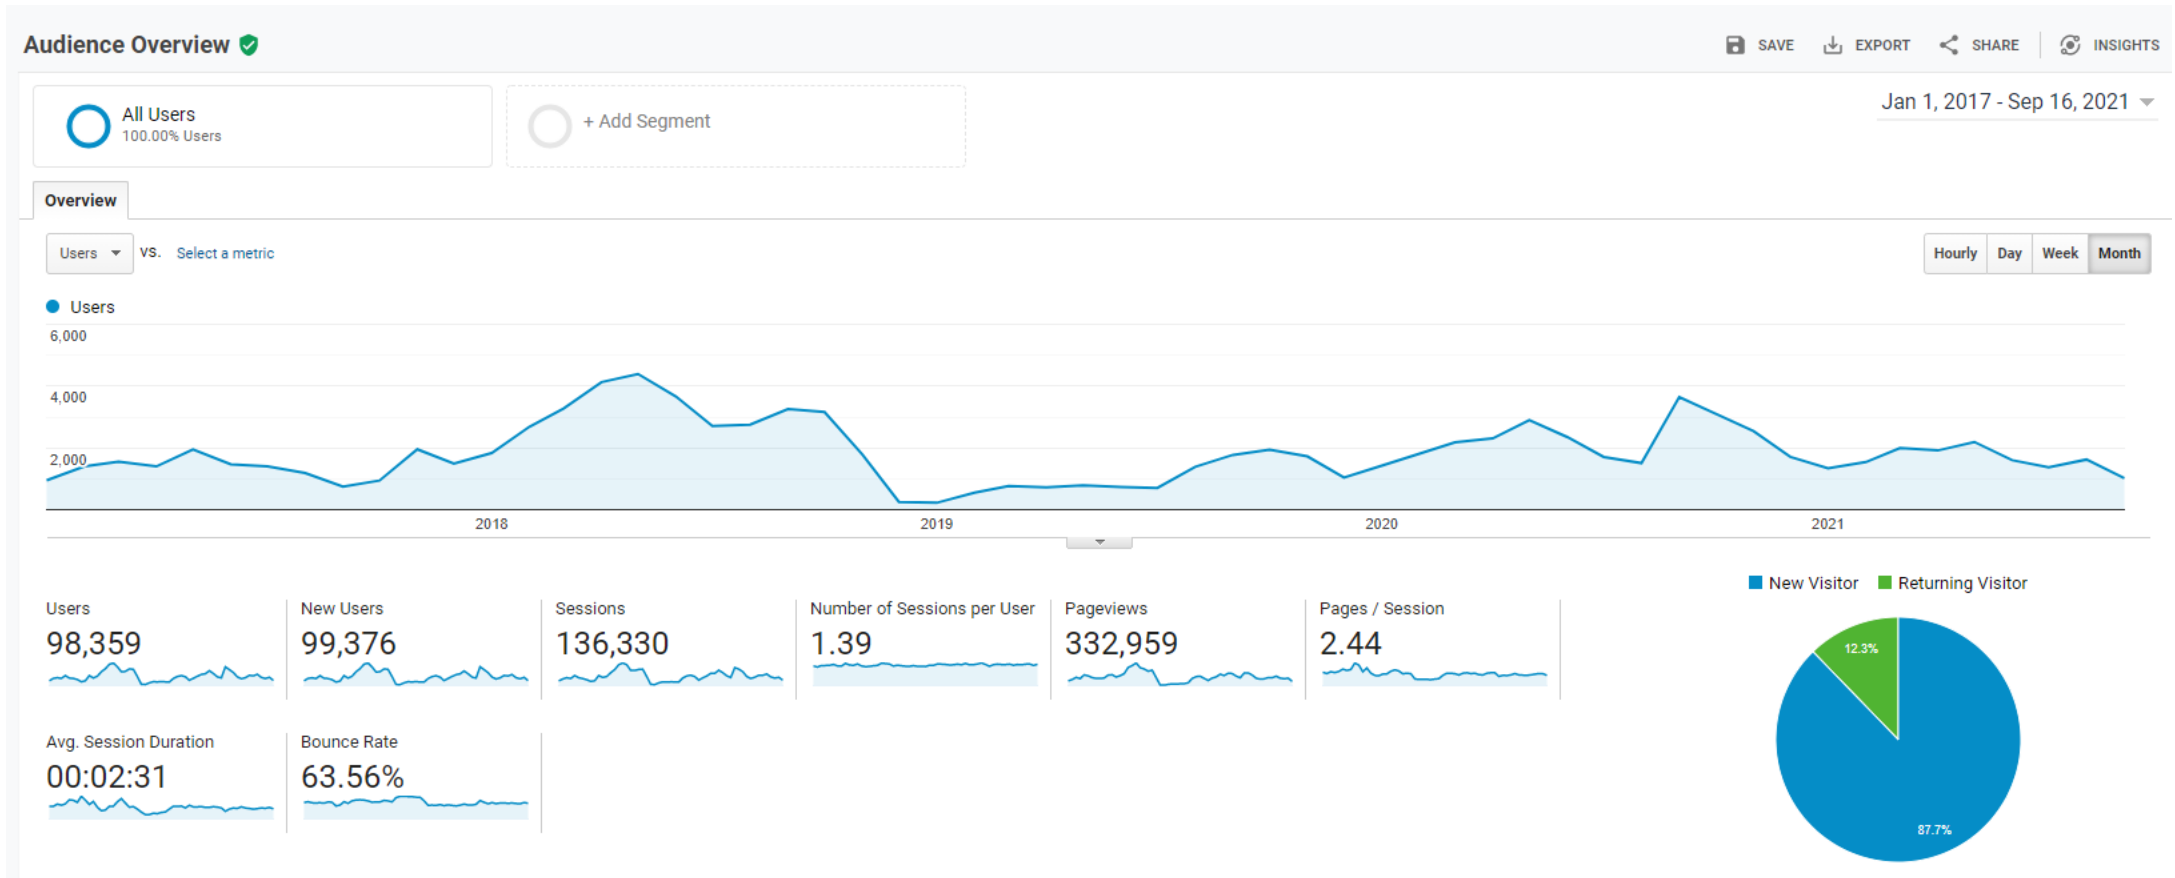 Audience Overview
SAVE
EXPORT
SHARE
INSIGHTS
All Users
100.00% Users
+ Add Segment
Jan 1, 2017 - Sep 16, 2021
Overview
Users
VS.
Select a metric
Hourly
Day
Week
Month
Users
6,000
4,000
2,000
2018
2019
2020
2021
New Visitor
Returning Visitor
Users
98,359
New Users
99,376
Sessions
136,330
Number of Sessions per User
1.39
Pageviews
332,959
Pages / Session
2.44
Avg. Session Duration
00:02:31
Bounce Rate
63.56%
12.3%
87.7%